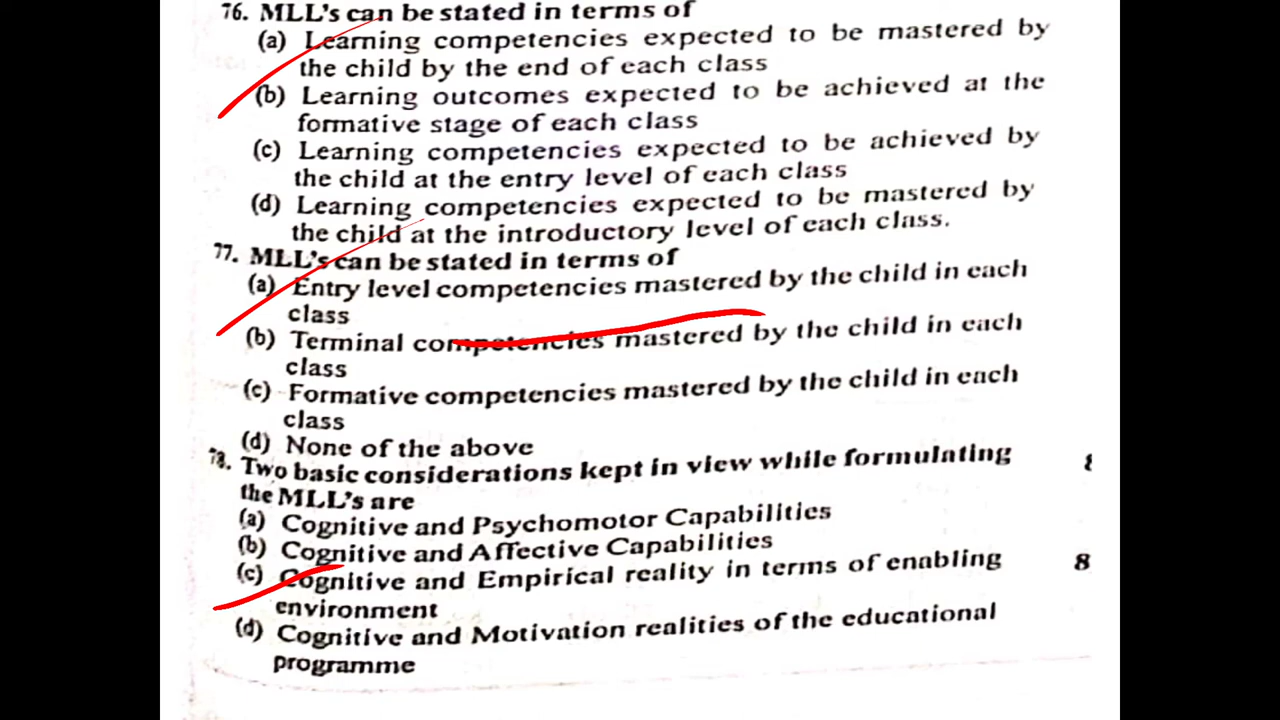 76. MLL's can be stated in terms of
(a) Learning competencies expected to be mastered by
the child by the end of each class
(b) Learning outcomes expected to be achieved at the
formative stage of each class
(c) Learning competencies expected to be achieved by
the child at the entry level of each class
(d) Learning competencies expected to be mastered by
the child at the introductory level of each class.
77. MLL's can be stated in terms of
(a) Entry level competencies mastered by the child in each
class
(b) Terminal competencies mastered by the child in each
class
(c) Formative competencies mastered by the child in each
class
(d) None of the above
78. Two basic considerations kept in view while formulating
the MLL's are
(a) Cognitive and Psychomotor Capabilities
(b) Cognitive and Affective Capabilities
(c) Cognitive and Empirical reality in terms of enabling
environment
8
(d) Cognitive and Motivation realities of the educational
programme